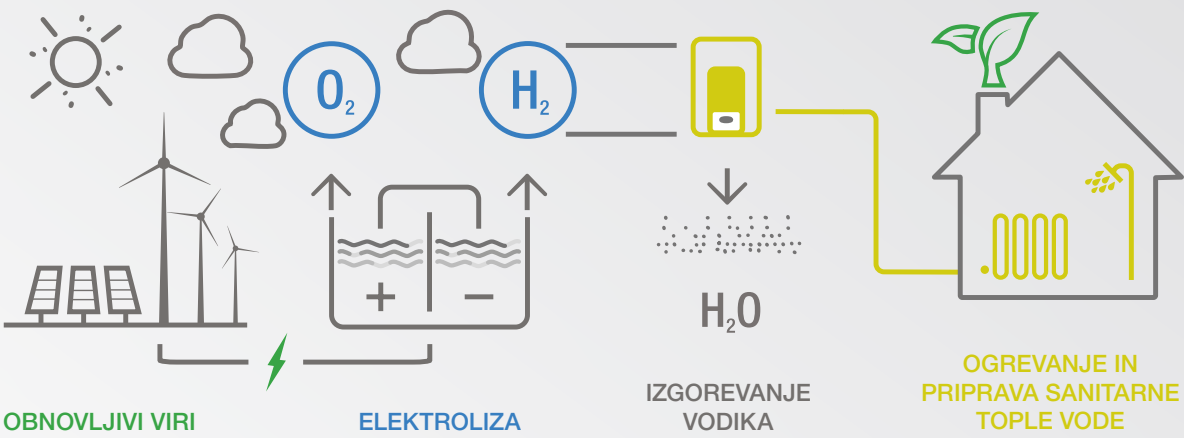 O₂
H₂
+
−
H₂O
OBNOVLJIVI VIRI
ELEKTROLIZA
IZGOREVANJE
VODIKA
OGREVANJE IN
PRIPRAVA SANITARNE
TOPLE VODE